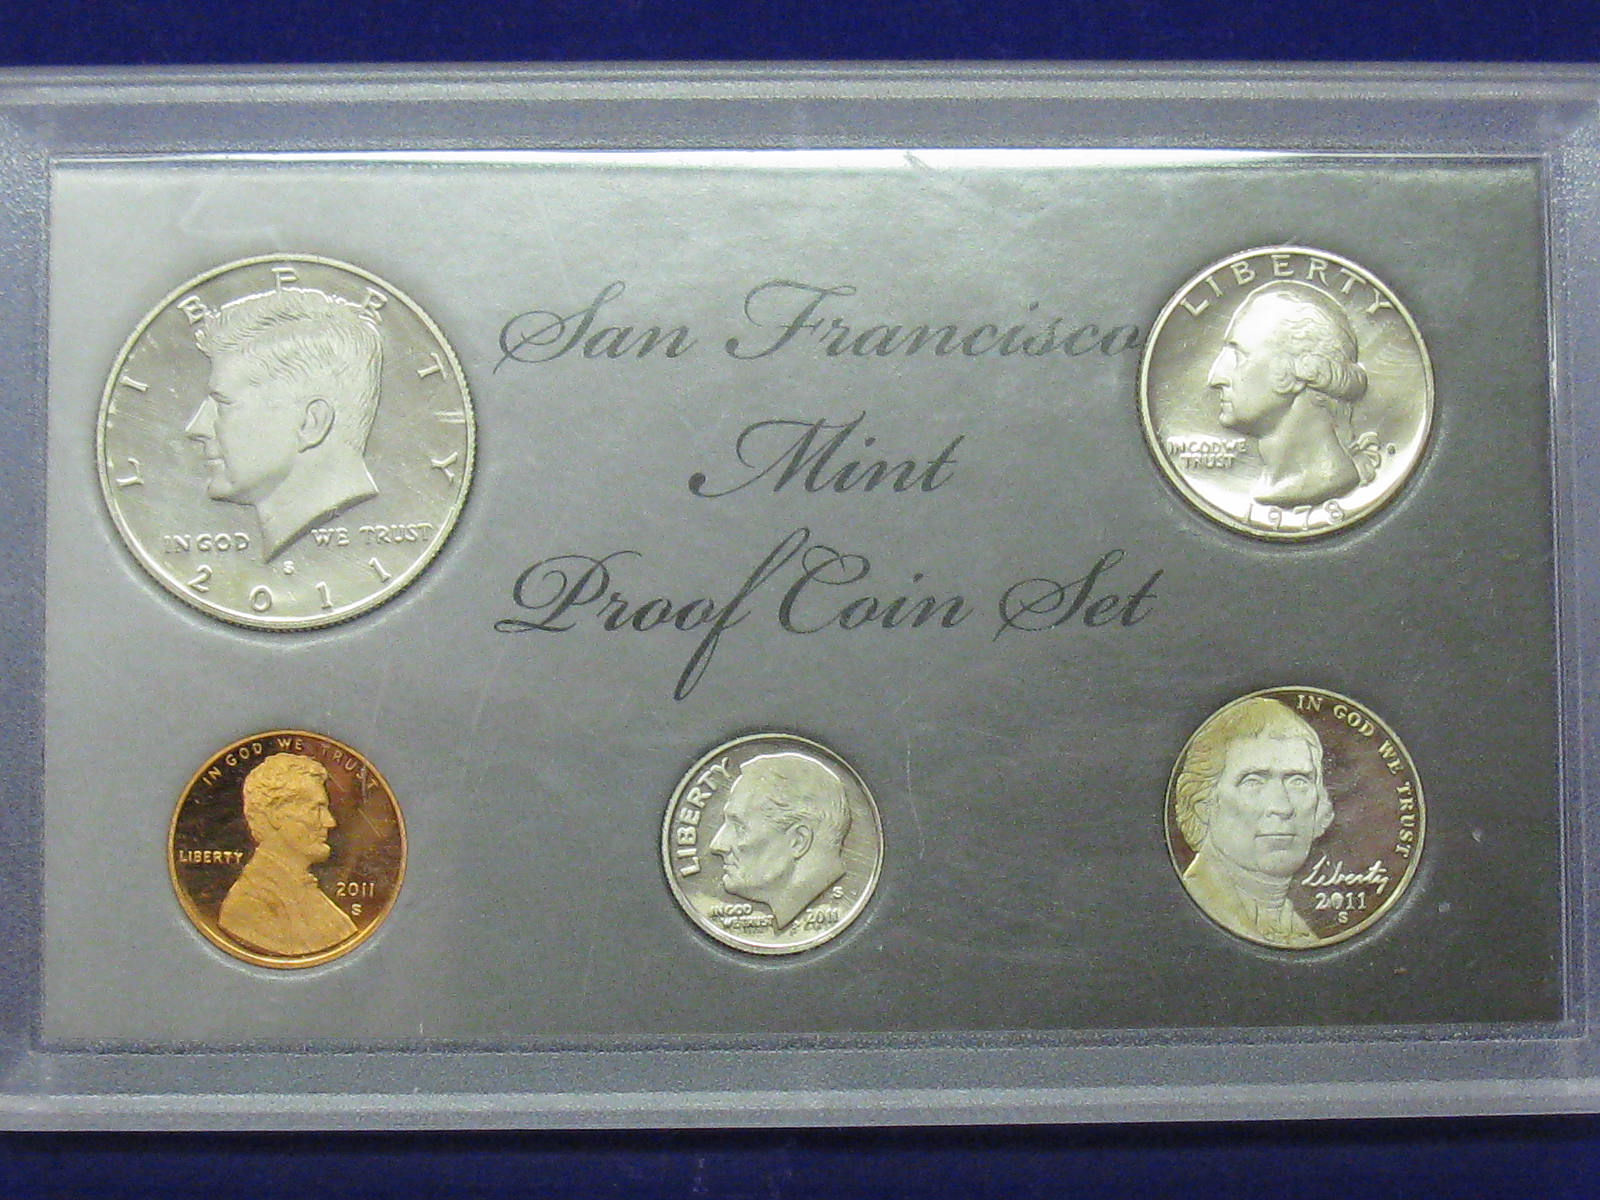 San Francisco
Mint
Proof Coin Set
LIBERTY
IN GOD WE TRUST
S
2011
LIBERTY
IN GOD WE
TRUST
1978
IN GOD WE TRUST
LIBERTY
2011
S
LIBERTY
IN GOD
WE TRUST
S
2011
IN GOD WE TRUST
Liberty
2011
S